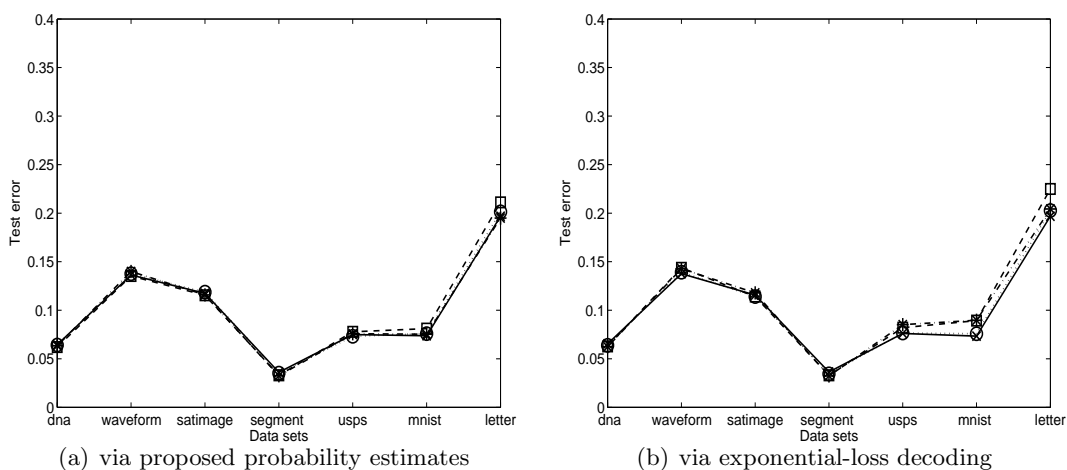 0.4
0.35
0.3
0.25
0.2
0.15
0.1
0.05
0
Test error
dna waveform satimage segment usps mnist letter
Data sets
(a) via proposed probability estimates
0.4
0.35
0.3
0.25
0.2
0.15
0.1
0.05
0
Test error
dna waveform satimage segment usps mnist letter
Data sets
(b) via exponential-loss decoding